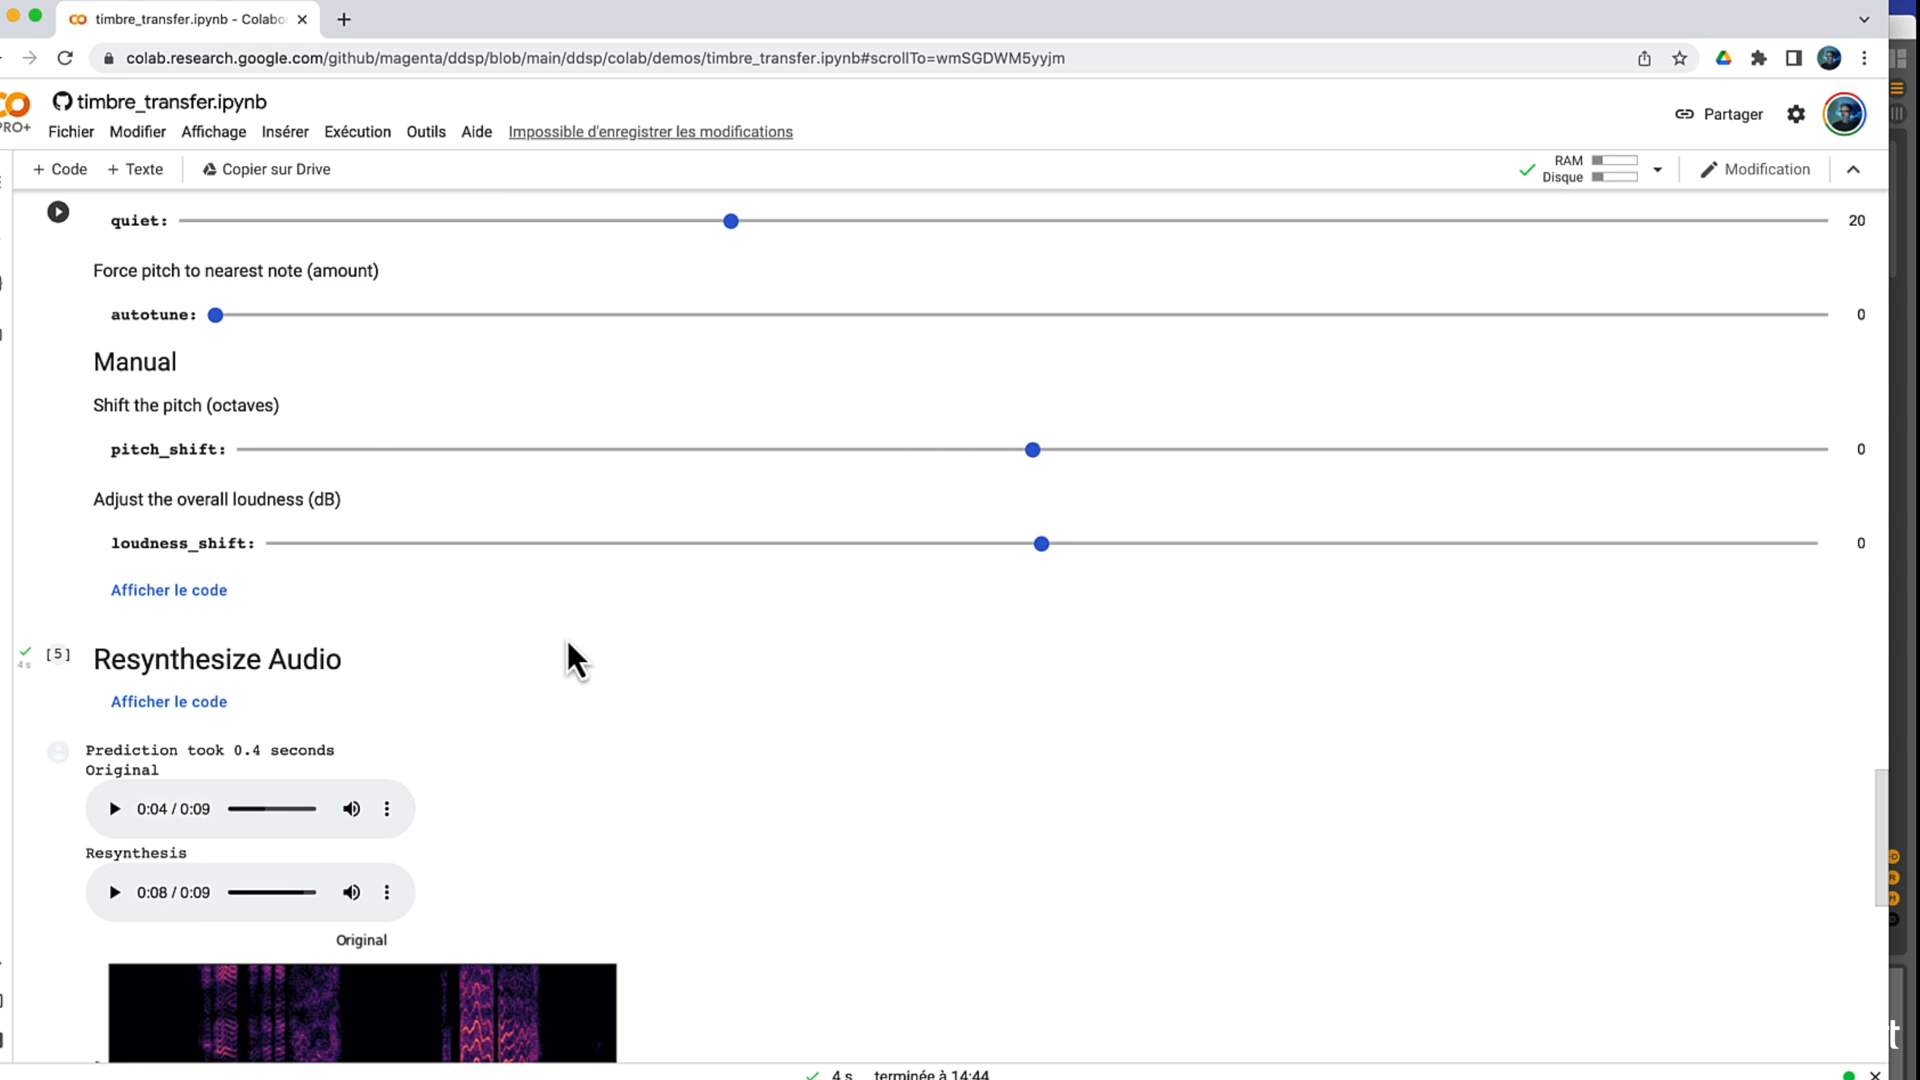 timbre_transfer.ipynb - Colabo
colab.research.google.com/github/magenta/ddsp/blob/main/ddsp/colab/demos/timbre_transfer.ipynb#scrollTo=wmSGDWM5yyjm
timbre_transfer.ipynb
PRO+
Fichier Modifier Affichage Insérer Exécution Outils Aide Impossible d'enregistrer les modifications
Partager
+ Code + Texte Copier sur Drive
RAM
Disque
Modification
quiet: 20
Force pitch to nearest note (amount)
autotune: 0
Manual
Shift the pitch (octaves)
pitch_shift: 0
Adjust the overall loudness (dB)
loudness_shift: 0
Afficher le code
[5] Resynthesize Audio
4 s
Afficher le code
Prediction took 0.4 seconds
Original
0:04 / 0:09
Resynthesis
0:08 / 0:09
Original
4 s terminée à 14:44